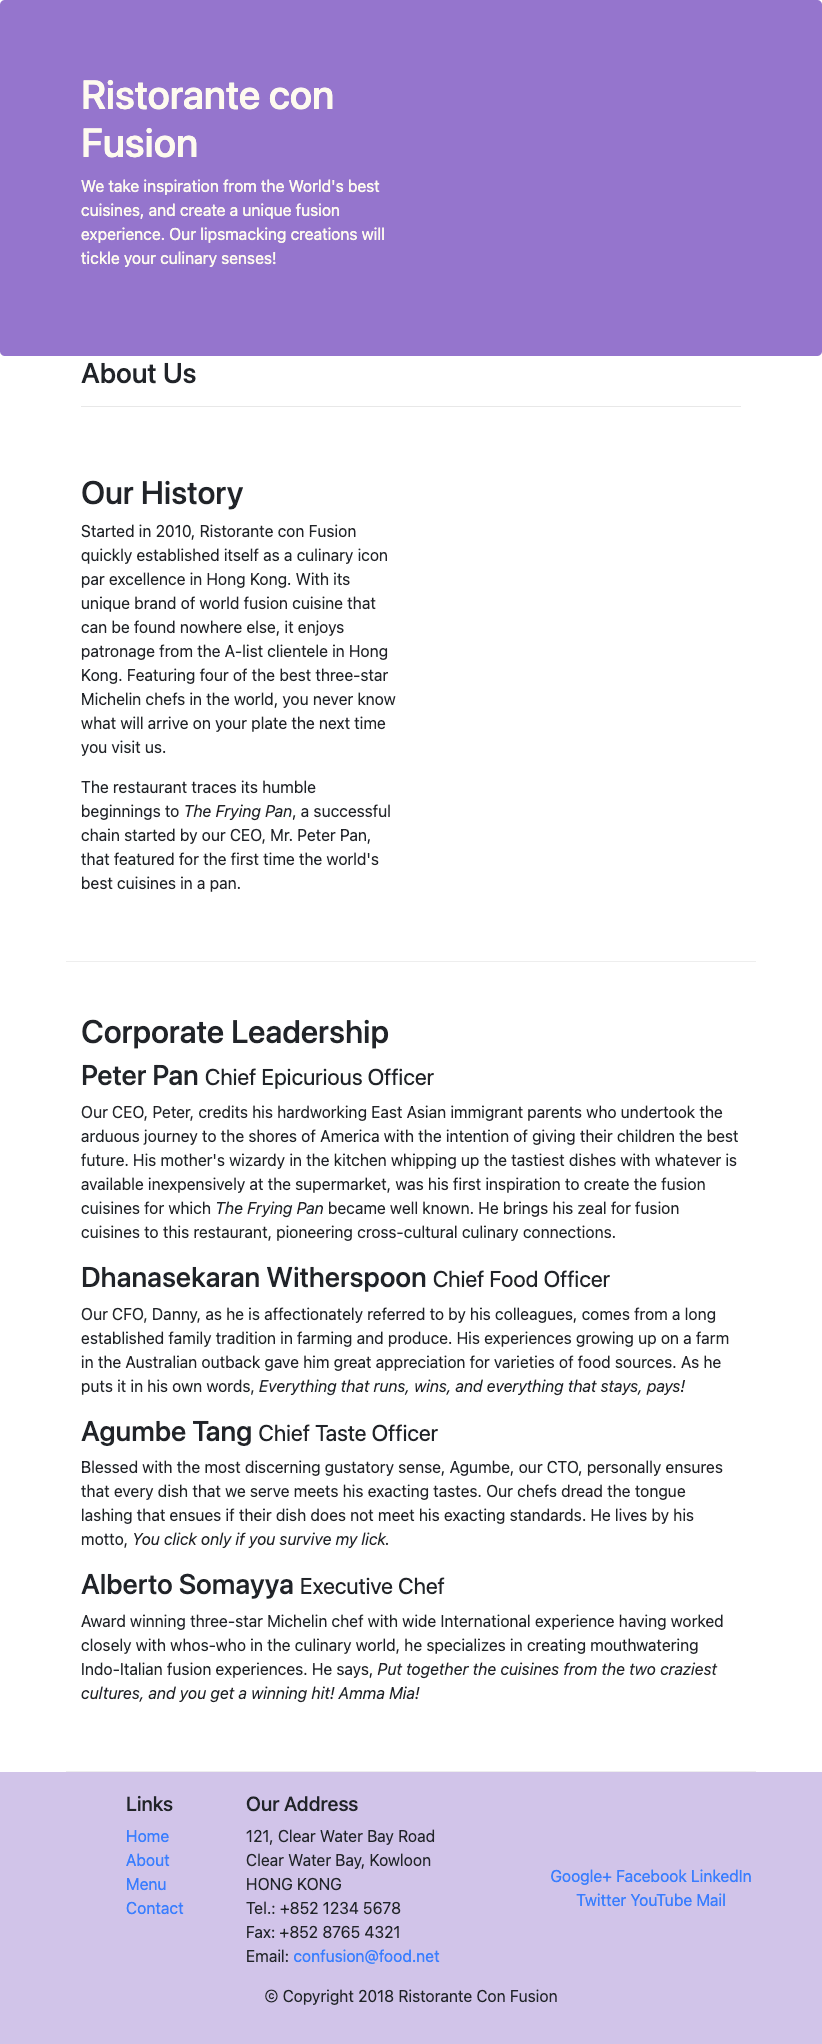 Ristorante con
Fusion
We take inspiration from the World's best
cuisines, and create a unique fusion
experience. Our lipsmacking creations will
tickle your culinary senses!
About Us
Our History
Started in 2010, Ristorante con Fusion
quickly established itself as a culinary icon
par excellence in Hong Kong. With its
unique brand of world fusion cuisine that
can be found nowhere else, it enjoys
patronage from the A-list clientele in Hong
Kong. Featuring four of the best three-star
Michelin chefs in the world, you never know
what will arrive on your plate the next time
you visit us.
The restaurant traces its humble
beginnings to The Frying Pan, a successful
chain started by our CEO, Mr. Peter Pan,
that featured for the first time the world's
best cuisines in a pan.
Corporate Leadership
Peter Pan Chief Epicurious Officer
Our CEO, Peter, credits his hardworking East Asian immigrant parents who undertook the
arduous journey to the shores of America with the intention of giving their children the best
future. His mother's wizardy in the kitchen whipping up the tastiest dishes with whatever is
available inexpensively at the supermarket, was his first inspiration to create the fusion
cuisines for which The Frying Pan became well known. He brings his zeal for fusion
cuisines to this restaurant, pioneering cross-cultural culinary connections.
Dhanasekaran Witherspoon Chief Food Officer
Our CFO, Danny, as he is affectionately referred to by his colleagues, comes from a long
established family tradition in farming and produce. His experiences growing up on a farm
in the Australian outback gave him great appreciation for varieties of food sources. As he
puts it in his own words, Everything that runs, wins, and everything that stays, pays!
Agumbe Tang Chief Taste Officer
Blessed with the most discerning gustatory sense, Agumbe, our CTO, personally ensures
that every dish that we serve meets his exacting tastes. Our chefs dread the tongue
lashing that ensues if their dish does not meet his exacting standards. He lives by his
motto, You click only if you survive my lick.
Alberto Somayya Executive Chef
Award winning three-star Michelin chef with wide International experience having worked
closely with whos-who in the culinary world, he specializes in creating mouthwatering
Indo-Italian fusion experiences. He says, Put together the cuisines from the two craziest
cultures, and you get a winning hit! Amma Mia!
Links
Home
About
Menu
Contact
Our Address
121, Clear Water Bay Road
Clear Water Bay, Kowloon
HONG KONG
Tel.: +852 1234 5678
Fax: +852 8765 4321
Email: confusion@food.net
Google+ Facebook LinkedIn
Twitter YouTube Mail
© Copyright 2018 Ristorante Con Fusion